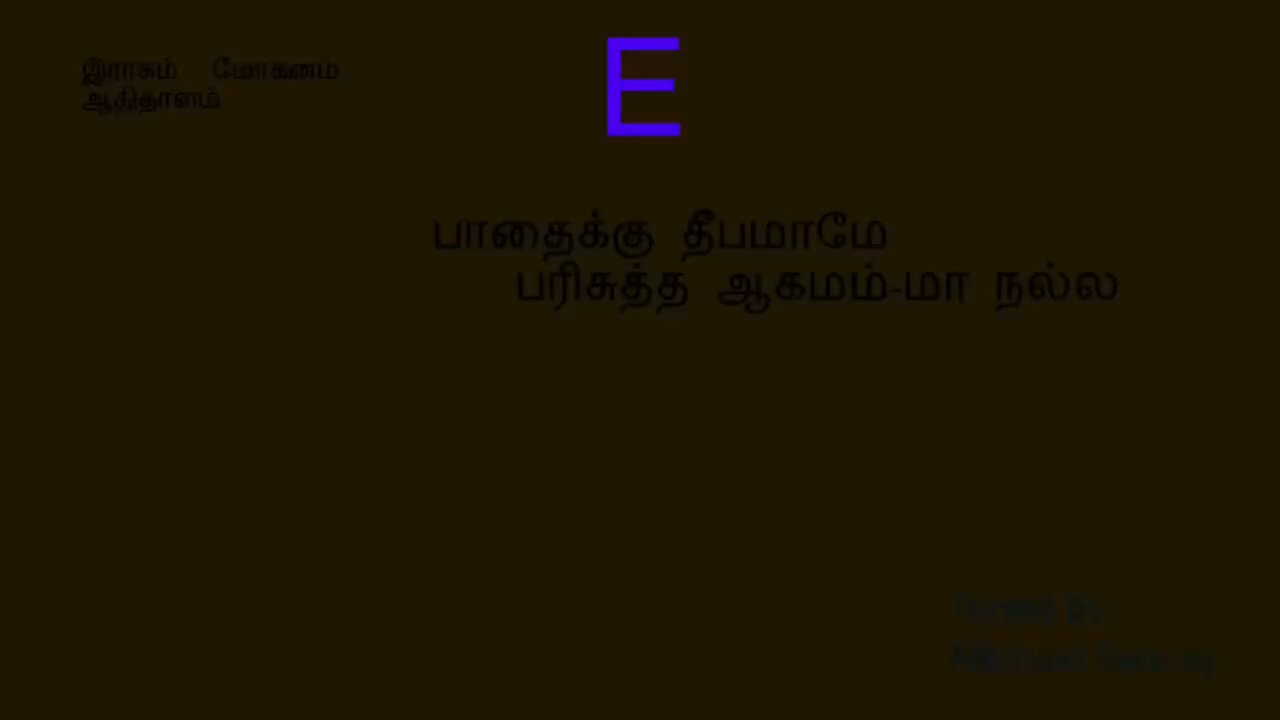 E
இராகம் மோகனம்
ஆதிதாளம்
பாதைக்கு தீபமாமே
பரிசுத்த ஆகமம்-மா நல்ல